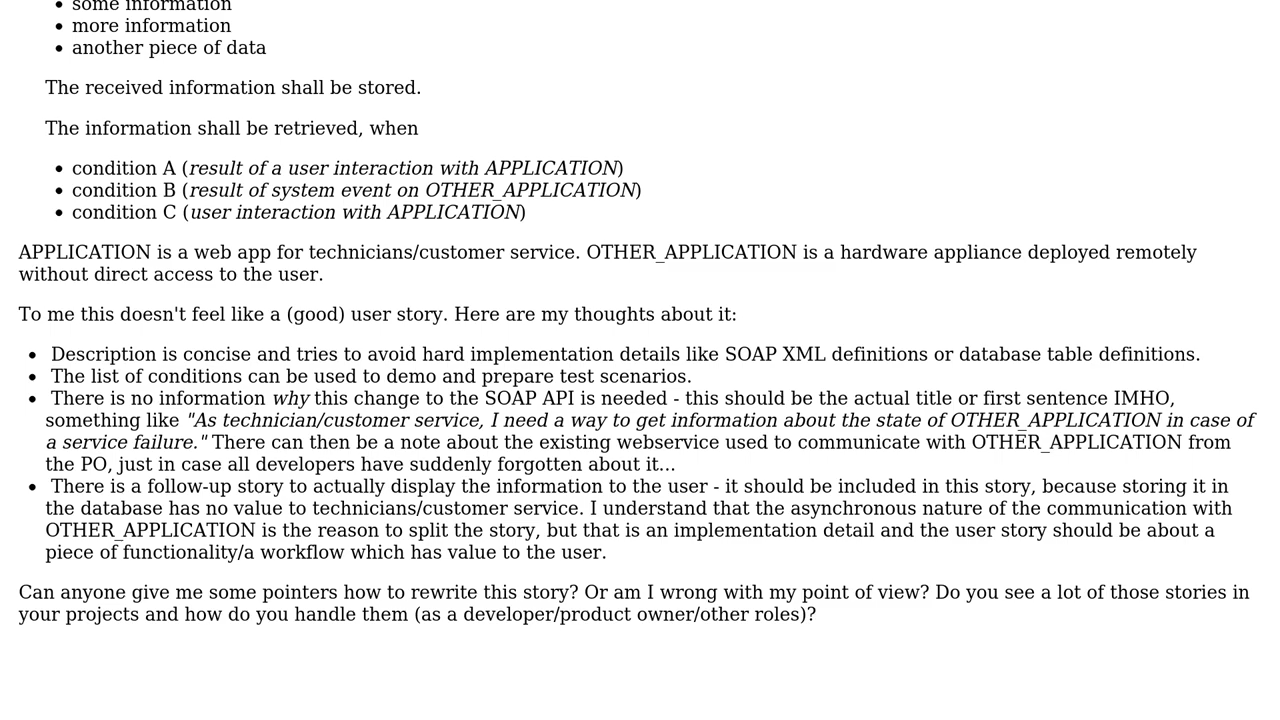 some information
more information
another piece of data
The received information shall be stored.
The information shall be retrieved, when
condition A (result of a user interaction with APPLICATION)
condition B (result of system event on OTHER_APPLICATION)
condition C (user interaction with APPLICATION)
APPLICATION is a web app for technicians/customer service. OTHER_APPLICATION is a hardware appliance deployed remotely
without direct access to the user.
To me this doesn't feel like a (good) user story. Here are my thoughts about it:
Description is concise and tries to avoid hard implementation details like SOAP XML definitions or database table definitions.
The list of conditions can be used to demo and prepare test scenarios.
There is no information why this change to the SOAP API is needed - this should be the actual title or first sentence IMHO,
something like "As technician/customer service, I need a way to get information about the state of OTHER_APPLICATION in case of
a service failure." There can then be a note about the existing webservice used to communicate with OTHER_APPLICATION from
the PO, just in case all developers have suddenly forgotten about it...
There is a follow-up story to actually display the information to the user - it should be included in this story, because storing it in
the database has no value to technicians/customer service. I understand that the asynchronous nature of the communication with
OTHER_APPLICATION is the reason to split the story, but that is an implementation detail and the user story should be about a
piece of functionality/a workflow which has value to the user.
Can anyone give me some pointers how to rewrite this story? Or am I wrong with my point of view? Do you see a lot of those stories in
your projects and how do you handle them (as a developer/product owner/other roles)?